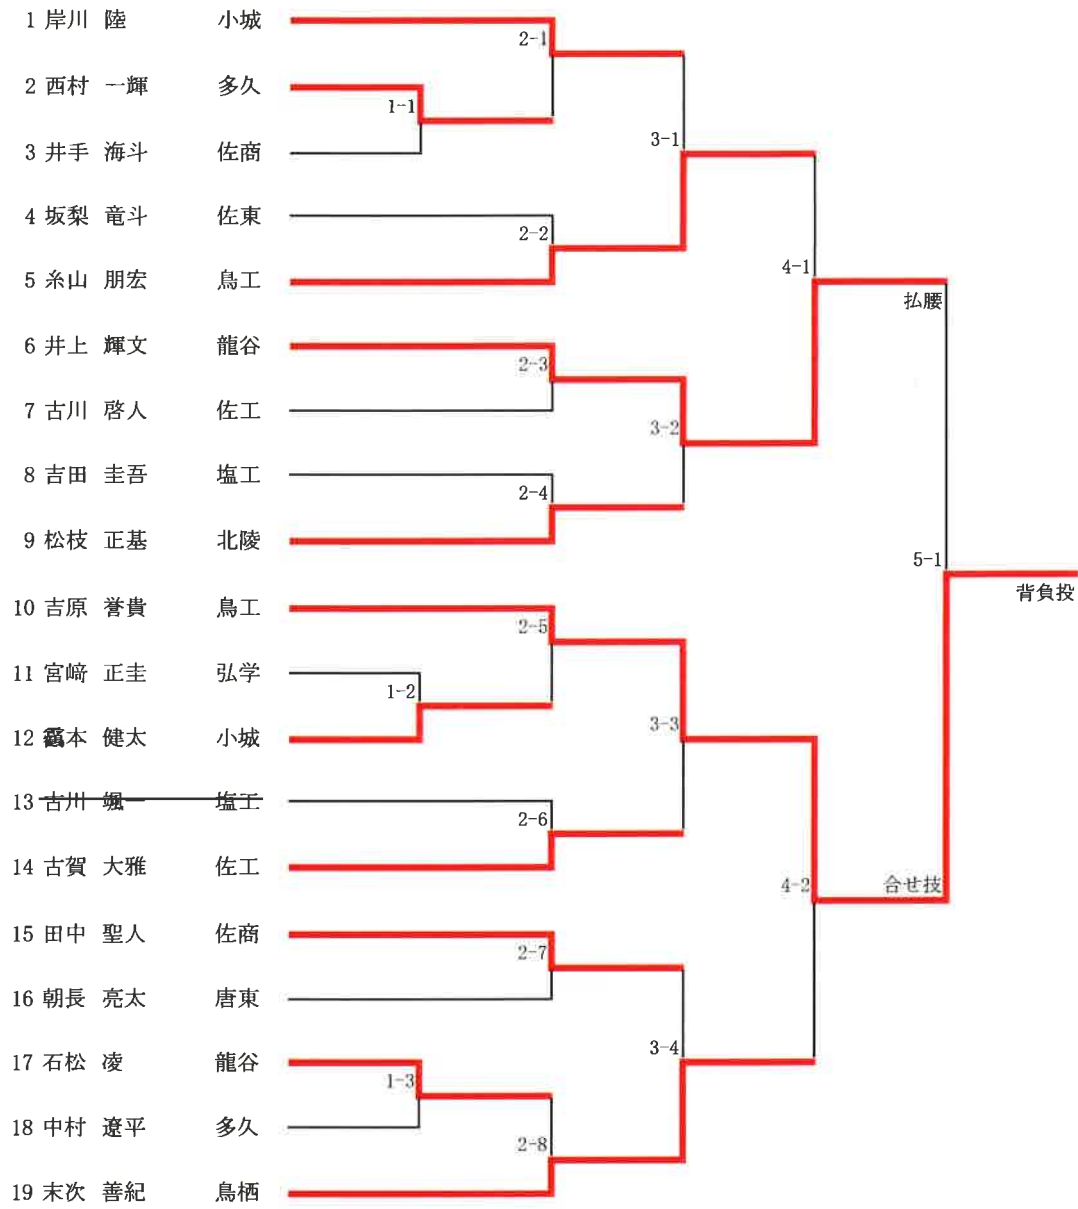 1 岸川 陸 小城
2-1
2 西村 一輝 多久
1-1
3 井手 海斗 佐商
3-1
4 坂梨 竜斗 佐東
2-2
5 糸山 朋宏 鳥工
4-1
払腰
6 井上 輝文 龍谷
2-3
7 古川 啓人 佐工
3-2
8 吉田 圭吾 塩工
2-4
9 松枝 正基 北陵
5-1
背負投
10 吉原 誉貴 鳥工
2-5
11 宮﨑 正圭 弘学
1-2
3-3
12 本 健太 小城
13 古川 颯一 塩工
2-6
14 古賀 大雅 佐工
4-2
合せ技
15 田中 聖人 佐商
2-7
16 朝長 亮太 唐東
3-4
17 石松 凌 龍谷
1-3
18 中村 遼平 多久
2-8
19 末次 善紀 鳥栖